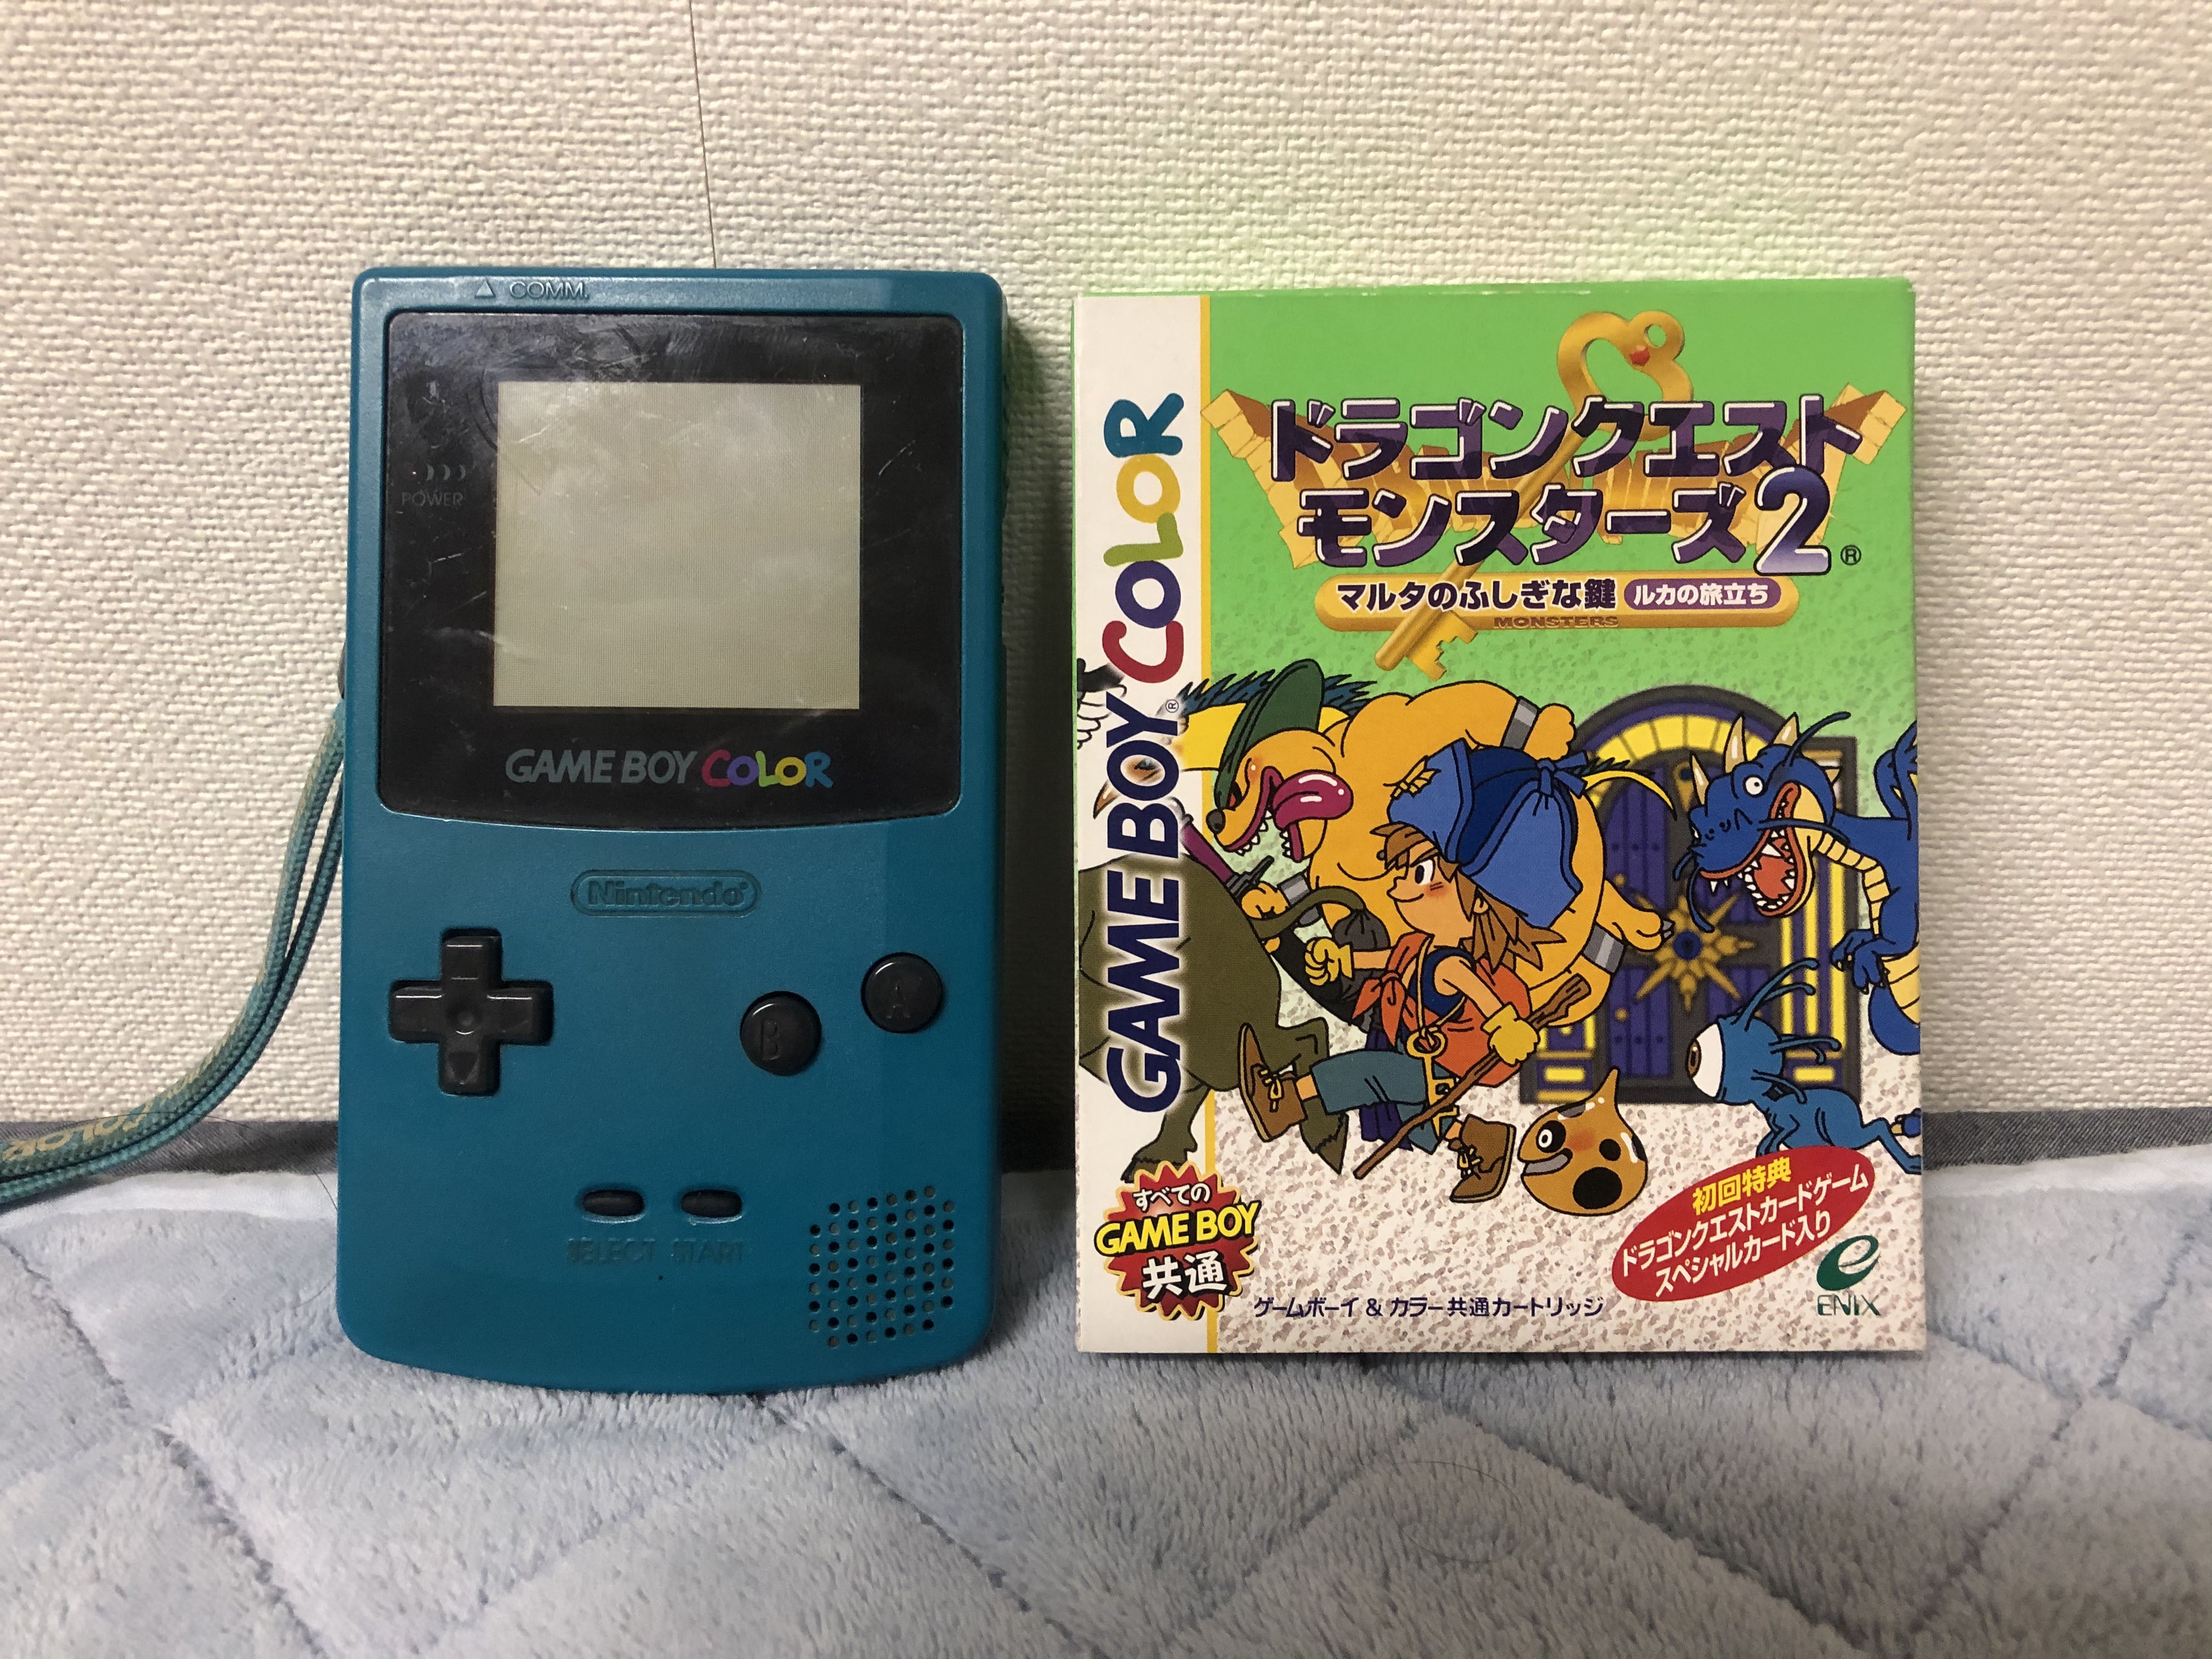 △ COMM.
POWER
GAME BOY COLOR
Nintendo®
B
A
SELECT START
COLOR
GAME BOY® COLOR
ドラゴンクエスト
モンスターズ2®
マルタのふしぎな鍵 ルカの旅立ち
MONSTERS
すべての
GAME BOY
共通
ゲームボーイ & カラー共通カートリッジ
初回特典
ドラゴンクエストカードゲーム
スペシャルカード入り
e
ENIX